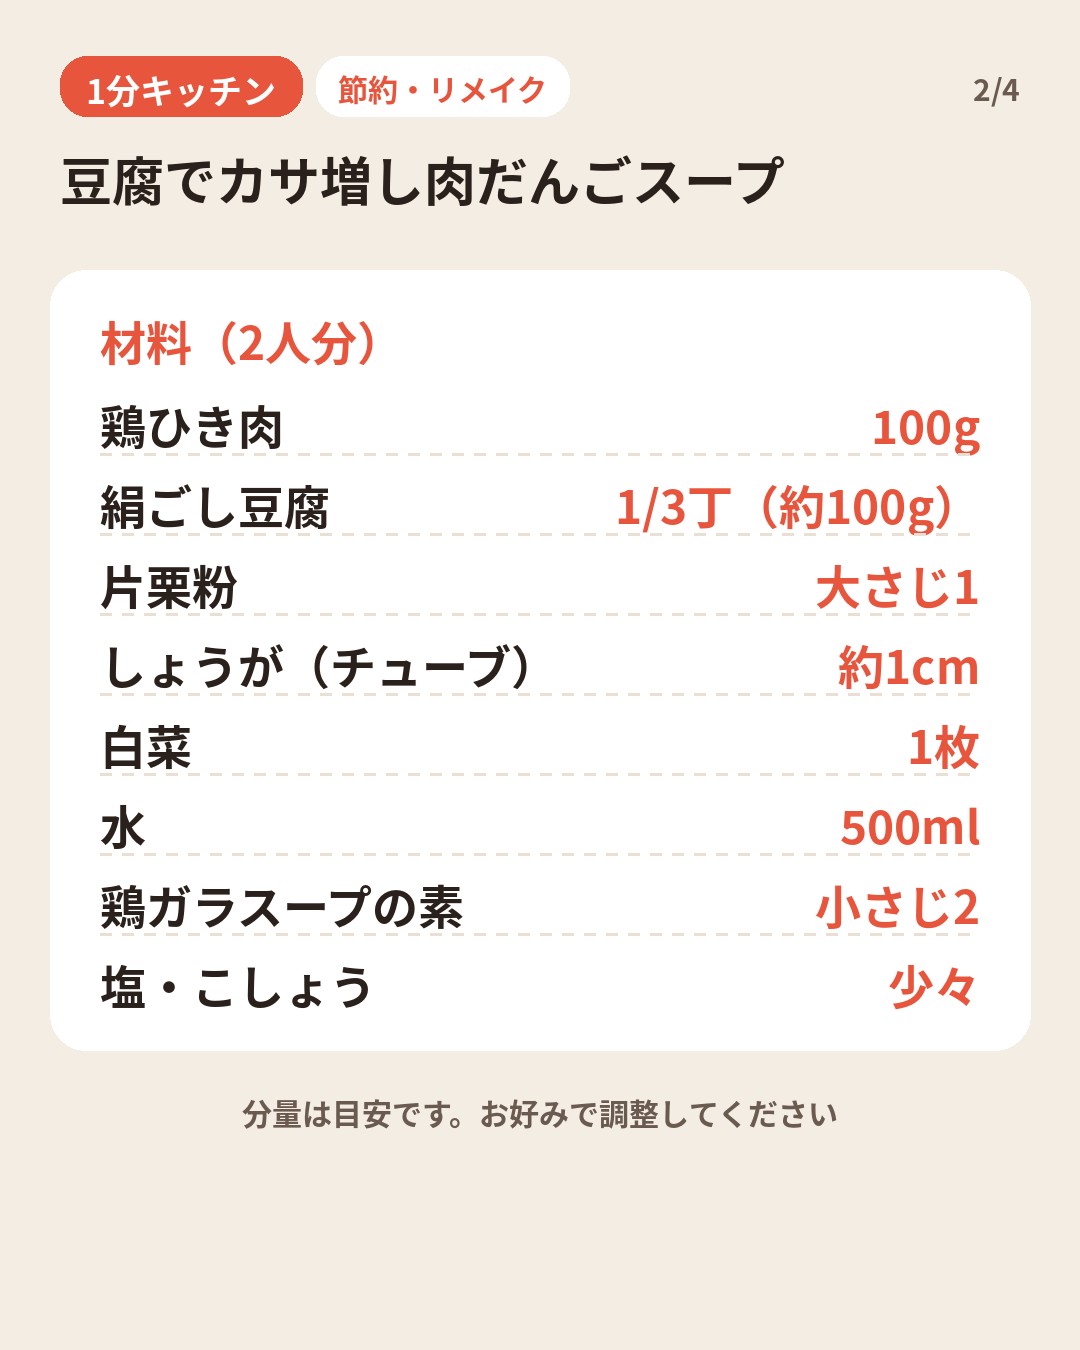 1分キッチン 節約・リメイク 2/4
豆腐でカサ増し肉だんごスープ
材料（2人分）
鶏ひき肉 100g
絹ごし豆腐 1/3丁（約100g）
片栗粉 大さじ1
しょうが（チューブ） 約1cm
白菜 1枚
水 500ml
鶏ガラスープの素 小さじ2
塩・こしょう 少々
分量は目安です。お好みで調整してください